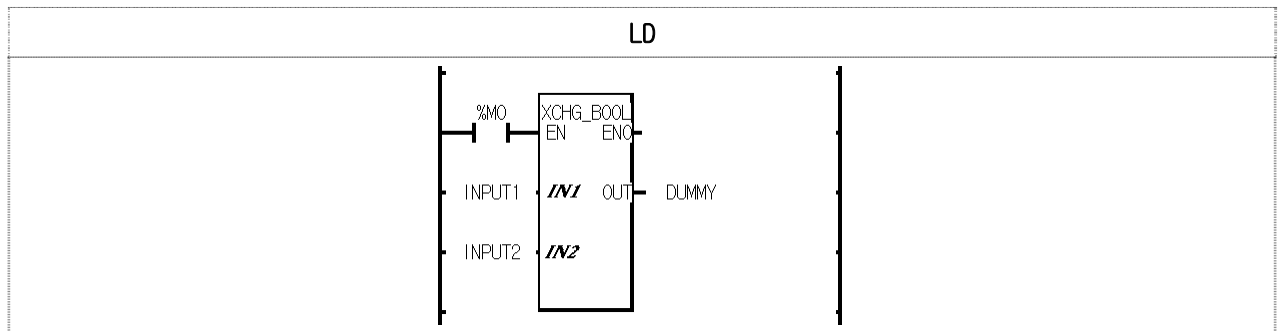 LD
%M0
XCHG_BOOL
EN ENO
INPUT1 IN1 OUT DUMMY
INPUT2 IN2